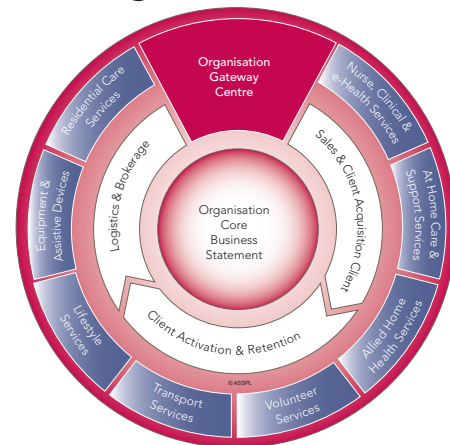 Organisation
Gateway
Centre
Nurse, Clinical &
e-Health Services
At Home Care &
Support Services
Allied Home
Health Services
Volunteer
Services
Transport
Services
Lifestyle
Services
Equipment &
Assistive Devices
Residential Care
Services
Sales & Client Acquisition Client
Client Activation & Retention
Logistics & Brokerage
Organisation
Core
Business
Statement
© ASSPL